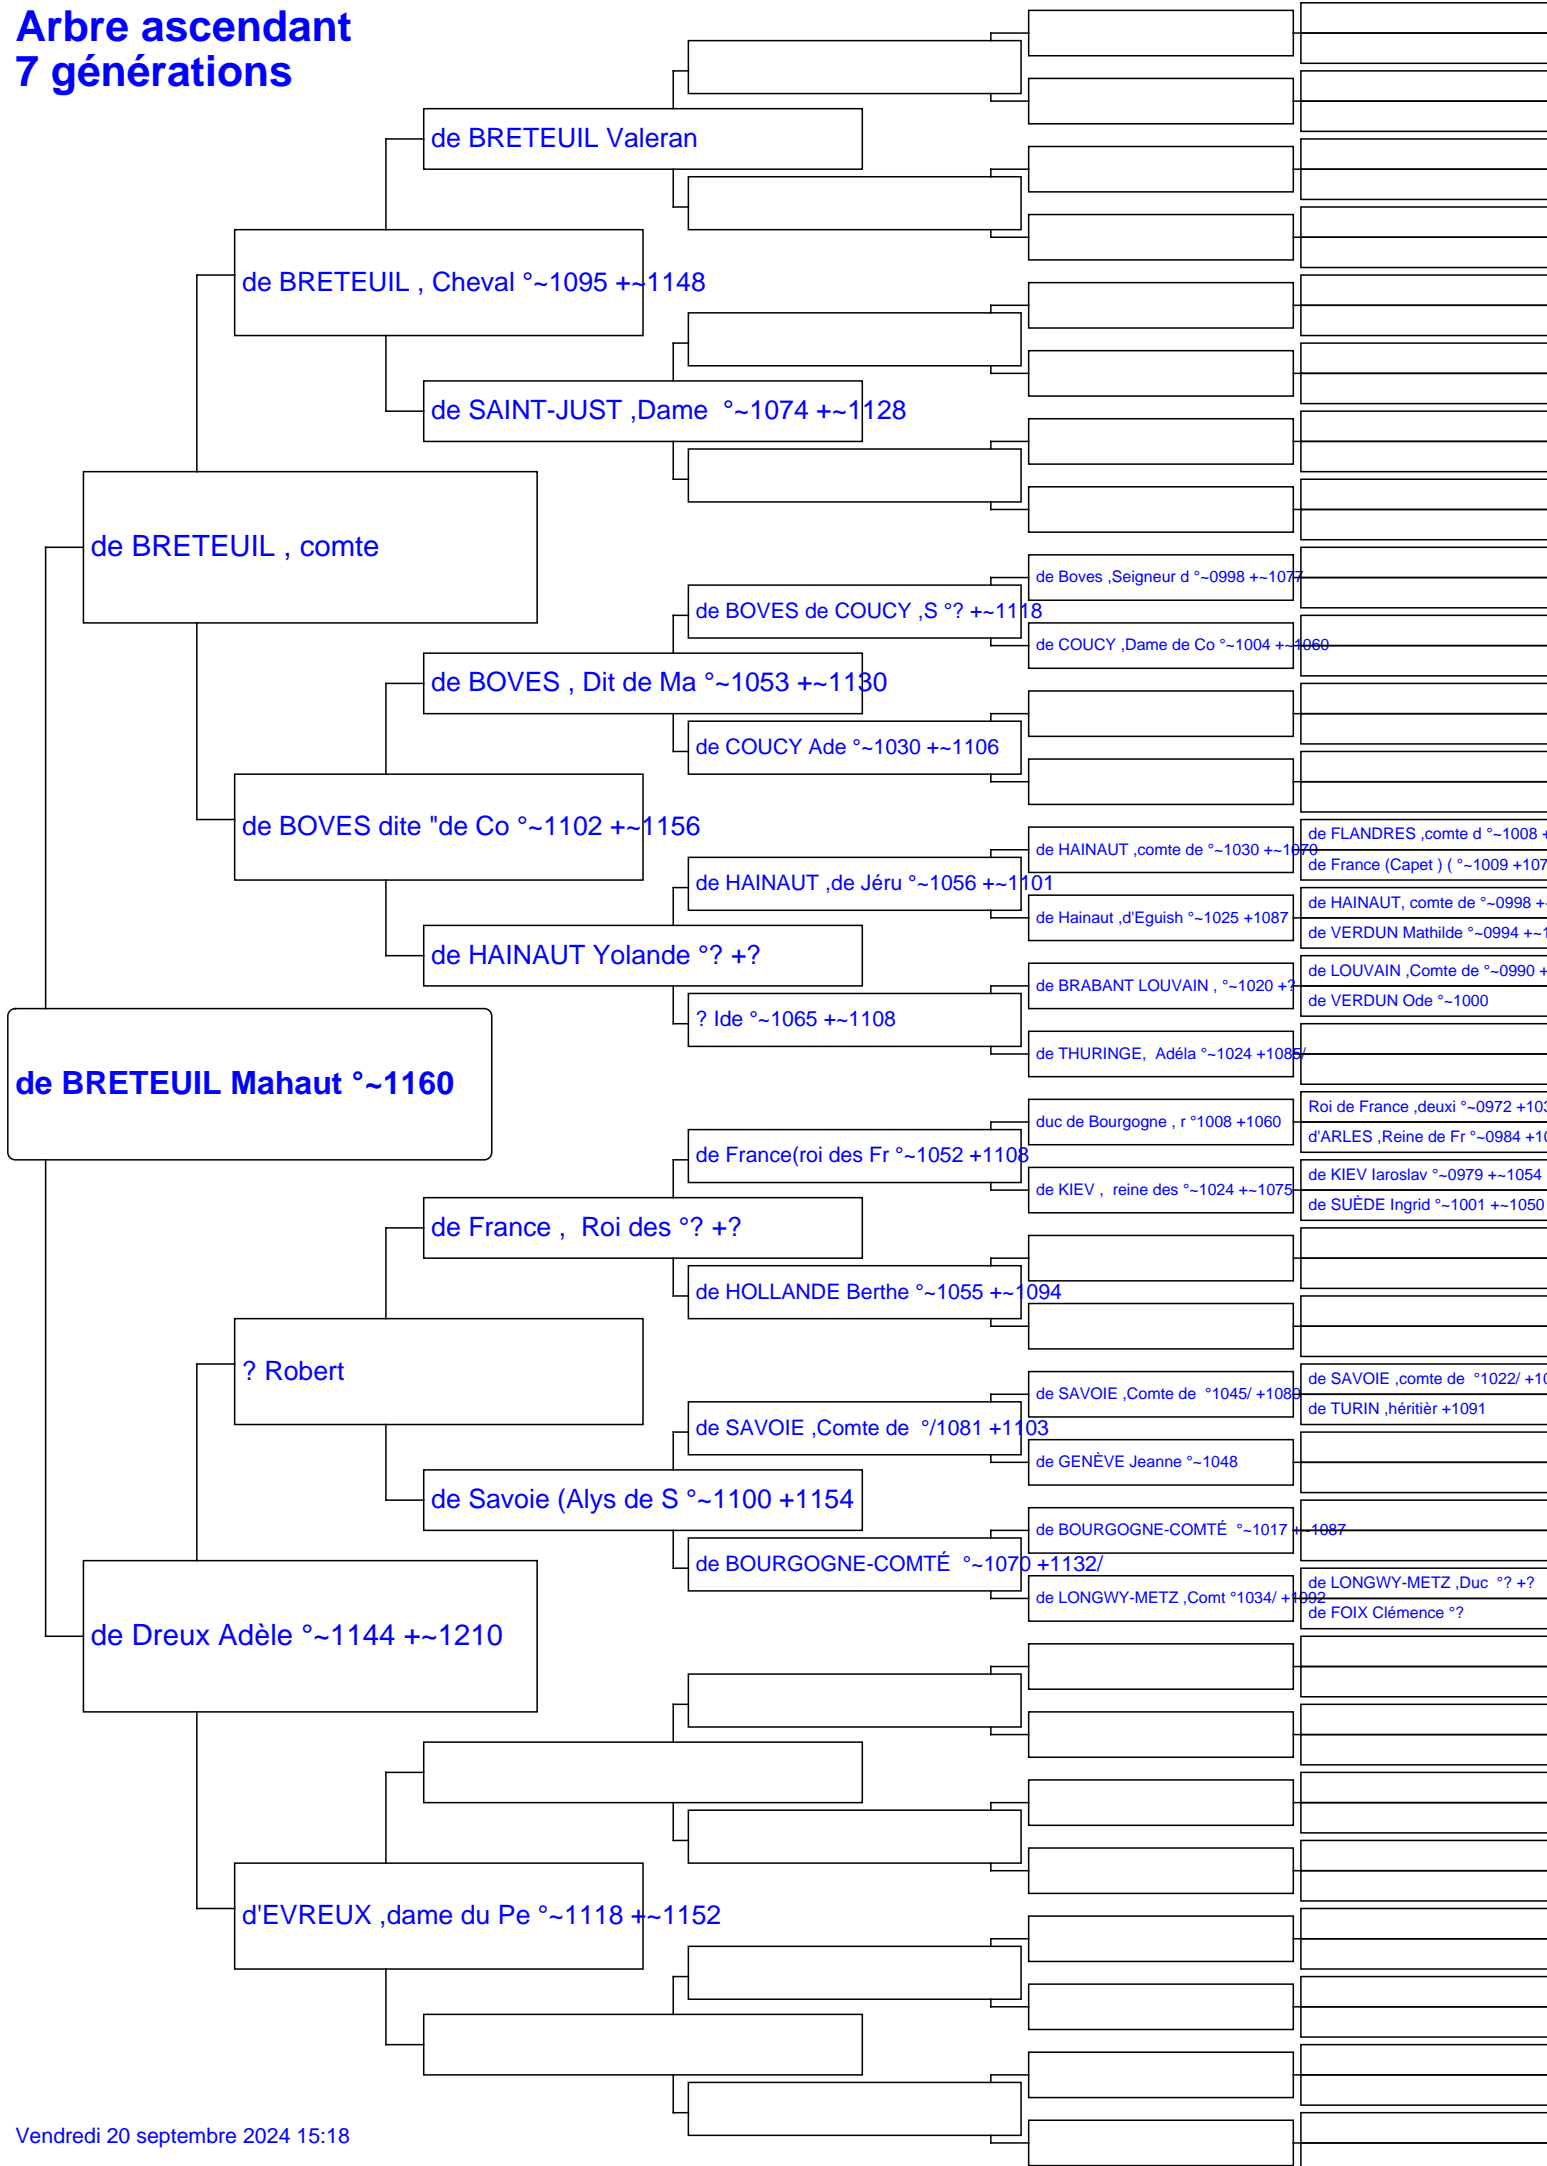 Arbre ascendant
7 générations
de BRETEUIL Valeran
de BRETEUIL , Cheval °~1095 +~1148
de SAINT-JUST ,Dame °~1074 +~1128
de BRETEUIL , comte
de Boves ,Seigneur d °~0998 +~1077
de BOVES de COUCY ,S °? +~1118
de COUCY ,Dame de Co °~1004 +~1060
de BOVES , Dit de Ma °~1053 +~1130
de COUCY Ade °~1030 +~1106
de BOVES dite "de Co °~1102 +~1156
de FLANDRES ,comte d °~1008 +
de HAINAUT ,comte de °~1030 +~1070
de France (Capet ) ( °~1009 +107
de HAINAUT ,de Jéru °~1056 +~1101
de HAINAUT, comte de °~0998 +~
de Hainaut ,d'Eguish °~1025 +1087
de VERDUN Mathilde °~0994 +~1
de HAINAUT Yolande °? +?
de LOUVAIN ,Comte de °~0990 +
de BRABANT LOUVAIN , °~1020 +?
de VERDUN Ode °~1000
? Ide °~1065 +~1108
de THURINGE, Adéla °~1024 +1085/
de BRETEUIL Mahaut °~1160
Roi de France ,deuxi °~0972 +103
duc de Bourgogne , r °1008 +1060
d'ARLES ,Reine de Fr °~0984 +10
de France(roi des Fr °~1052 +1108
de KIEV Iaroslav °~0979 +~1054
de KIEV , reine des °~1024 +~1075
de SUÈDE Ingrid °~1001 +~1050
de France , Roi des °? +?
de HOLLANDE Berthe °~1055 +~1094
? Robert
de SAVOIE ,comte de °1022/ +10
de SAVOIE ,Comte de °1045/ +1080
de TURIN ,héritièr +1091
de SAVOIE ,Comte de °/1081 +1103
de GENÈVE Jeanne °~1048
de Savoie (Alys de S °~1100 +1154
de BOURGOGNE-COMTÉ °~1017 +~1087
de BOURGOGNE-COMTÉ °~1070 +1132/
de LONGWY-METZ ,Duc °? +?
de LONGWY-METZ ,Comt °1034/ +1092
de FOIX Clémence °?
de Dreux Adèle °~1144 +~1210
d'EVREUX ,dame du Pe °~1118 +~1152
Vendredi 20 septembre 2024 15:18